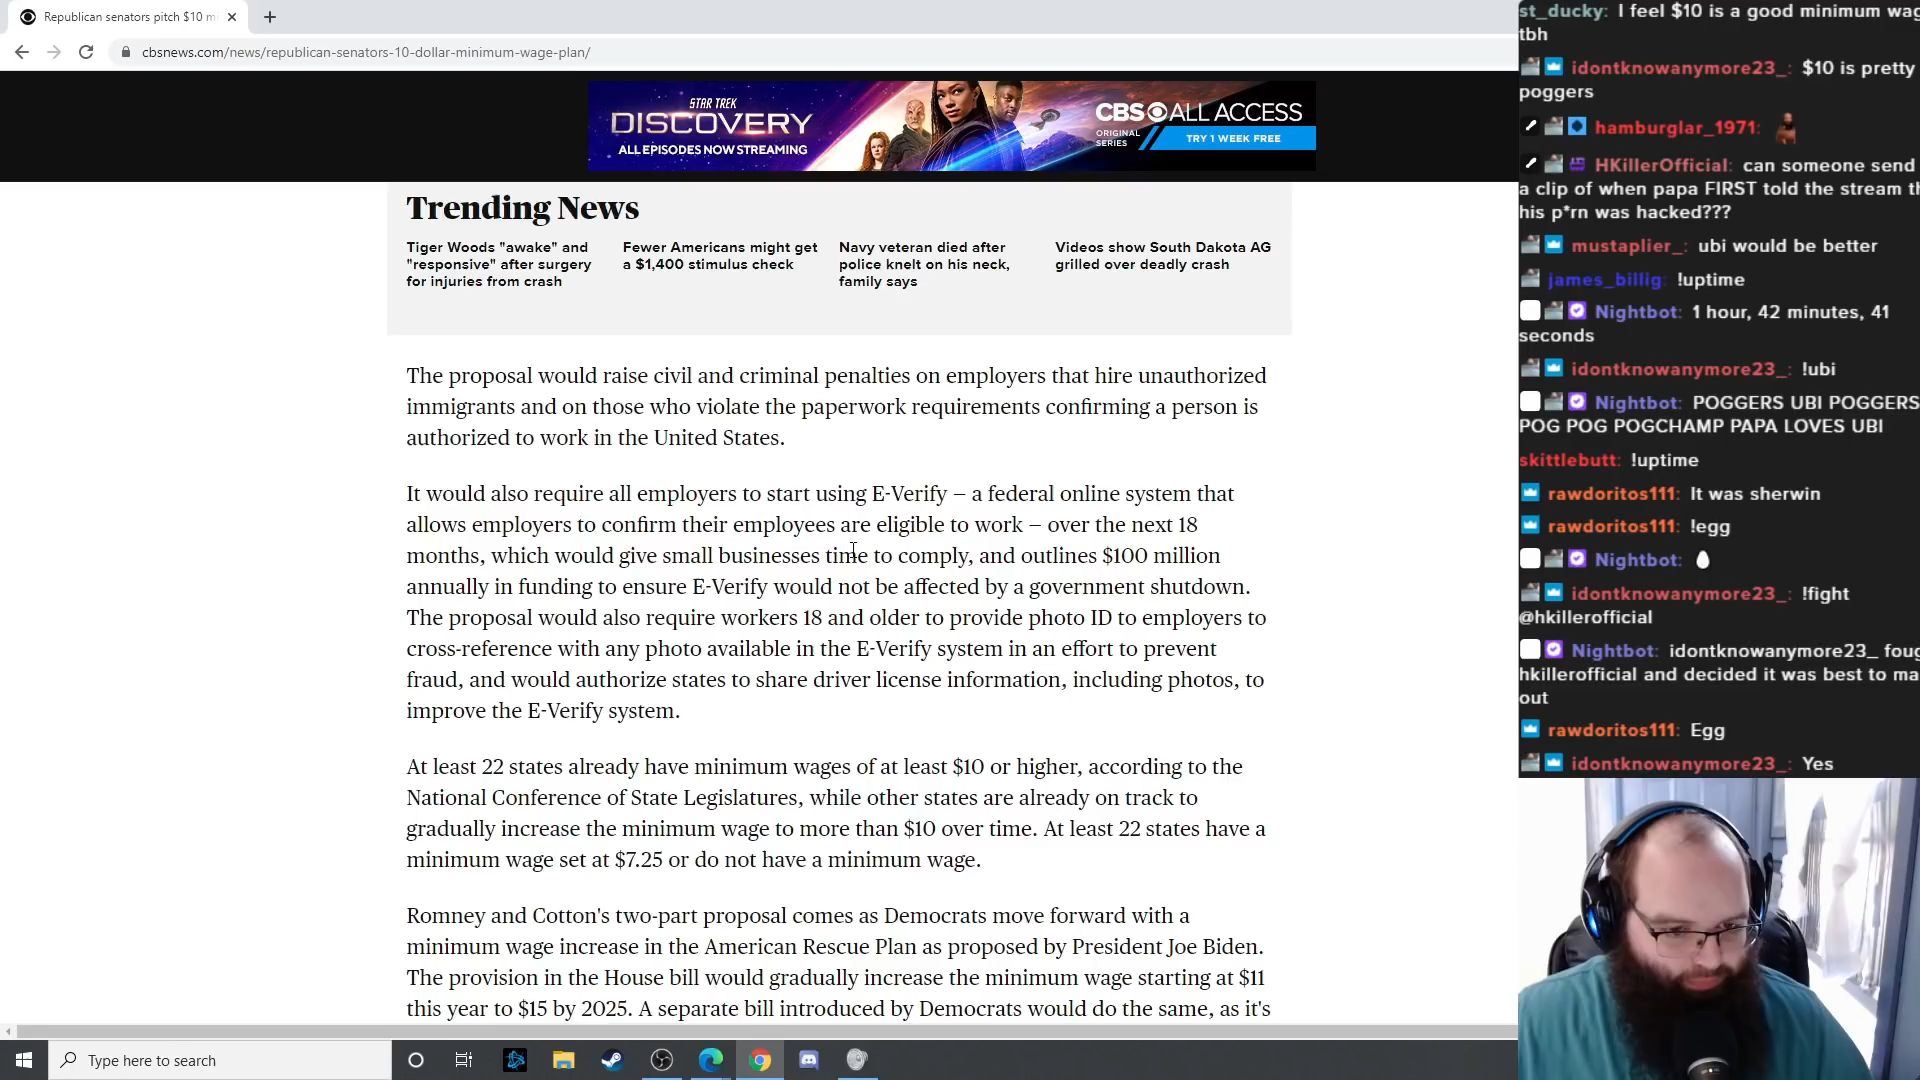 Republican senators pitch $10 m
cbsnews.com/news/republican-senators-10-dollar-minimum-wage-plan/
STAR TREK
DISCOVERY
ALL EPISODES NOW STREAMING
CBS ALL ACCESS
ORIGINAL
SERIES
TRY 1 WEEK FREE
Trending News
Tiger Woods "awake" and
"responsive" after surgery
for injuries from crash
Fewer Americans might get
a $1,400 stimulus check
Navy veteran died after
police knelt on his neck,
family says
Videos show South Dakota AG
grilled over deadly crash
The proposal would raise civil and criminal penalties on employers that hire unauthorized
immigrants and on those who violate the paperwork requirements confirming a person is
authorized to work in the United States.
It would also require all employers to start using E-Verify — a federal online system that
allows employers to confirm their employees are eligible to work — over the next 18
months, which would give small businesses time to comply, and outlines $100 million
annually in funding to ensure E-Verify would not be affected by a government shutdown.
The proposal would also require workers 18 and older to provide photo ID to employers to
cross-reference with any photo available in the E-Verify system in an effort to prevent
fraud, and would authorize states to share driver license information, including photos, to
improve the E-Verify system.
At least 22 states already have minimum wages of at least $10 or higher, according to the
National Conference of State Legislatures, while other states are already on track to
gradually increase the minimum wage to more than $10 over time. At least 22 states have a
minimum wage set at $7.25 or do not have a minimum wage.
Romney and Cotton's two-part proposal comes as Democrats move forward with a
minimum wage increase in the American Rescue Plan as proposed by President Joe Biden.
The provision in the House bill would gradually increase the minimum wage starting at $11
this year to $15 by 2025. A separate bill introduced by Democrats would do the same, as it's
st_ducky: I feel $10 is a good minimum wag
tbh
idontknowanymore23_: $10 is pretty
poggers
hamburglar_1971:
HKillerOfficial: can someone send
a clip of when papa FIRST told the stream th
his p*rn was hacked???
mustaplier_: ubi would be better
james_billig: !uptime
Nightbot: 1 hour, 42 minutes, 41
seconds
idontknowanymore23_: !ubi
Nightbot: POGGERS UBI POGGERS
POG POG POGCHAMP PAPA LOVES UBI
skittlebutt: !uptime
rawdoritos111: It was sherwin
rawdoritos111: !egg
Nightbot:
idontknowanymore23_: !fight
@hkillerofficial
Nightbot: idontknowanymore23_ foug
hkillerofficial and decided it was best to ma
out
rawdoritos111: Egg
idontknowanymore23_: Yes
Type here to search